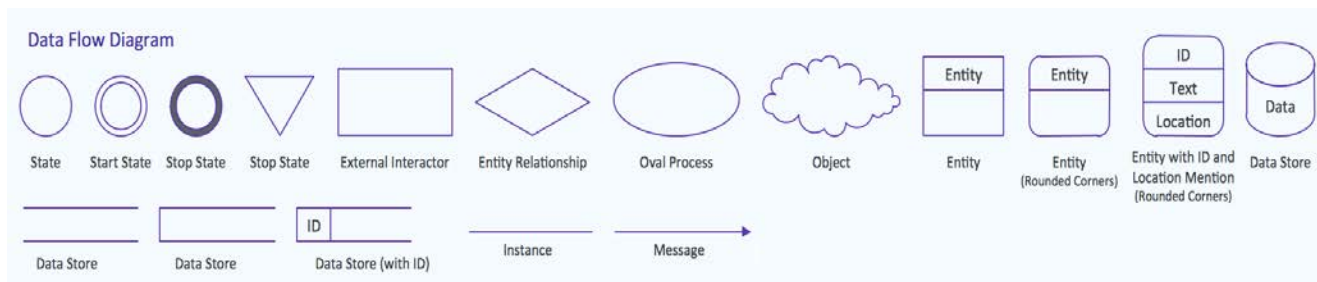 Data Flow Diagram
Entity
Entity
ID
Text
Location
Data
State
Start State
Stop State
Stop State
External Interactor
Entity Relationship
Oval Process
Object
Entity
Entity
(Rounded Corners)
Entity with ID and
Location Mention
(Rounded Corners)
Data Store
ID
Data Store
Data Store
Data Store (with ID)
Instance
Message